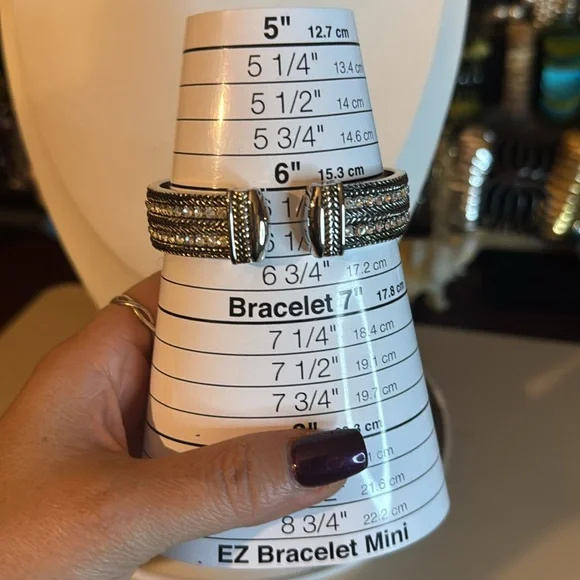 5" 12.7 cm
5 1/4" 13.4 cm
5 1/2" 14 cm
5 3/4" 14.6 cm
6" 15.3 cm
6 3/4" 17.2 cm
Bracelet 7" 17.8 cm
7 1/4" 18.4 cm
7 1/2" 19.1 cm
7 3/4" 19.7 cm
cm
1 cm
21.6 cm
8 3/4" 22.2 cm
EZ Bracelet Mini